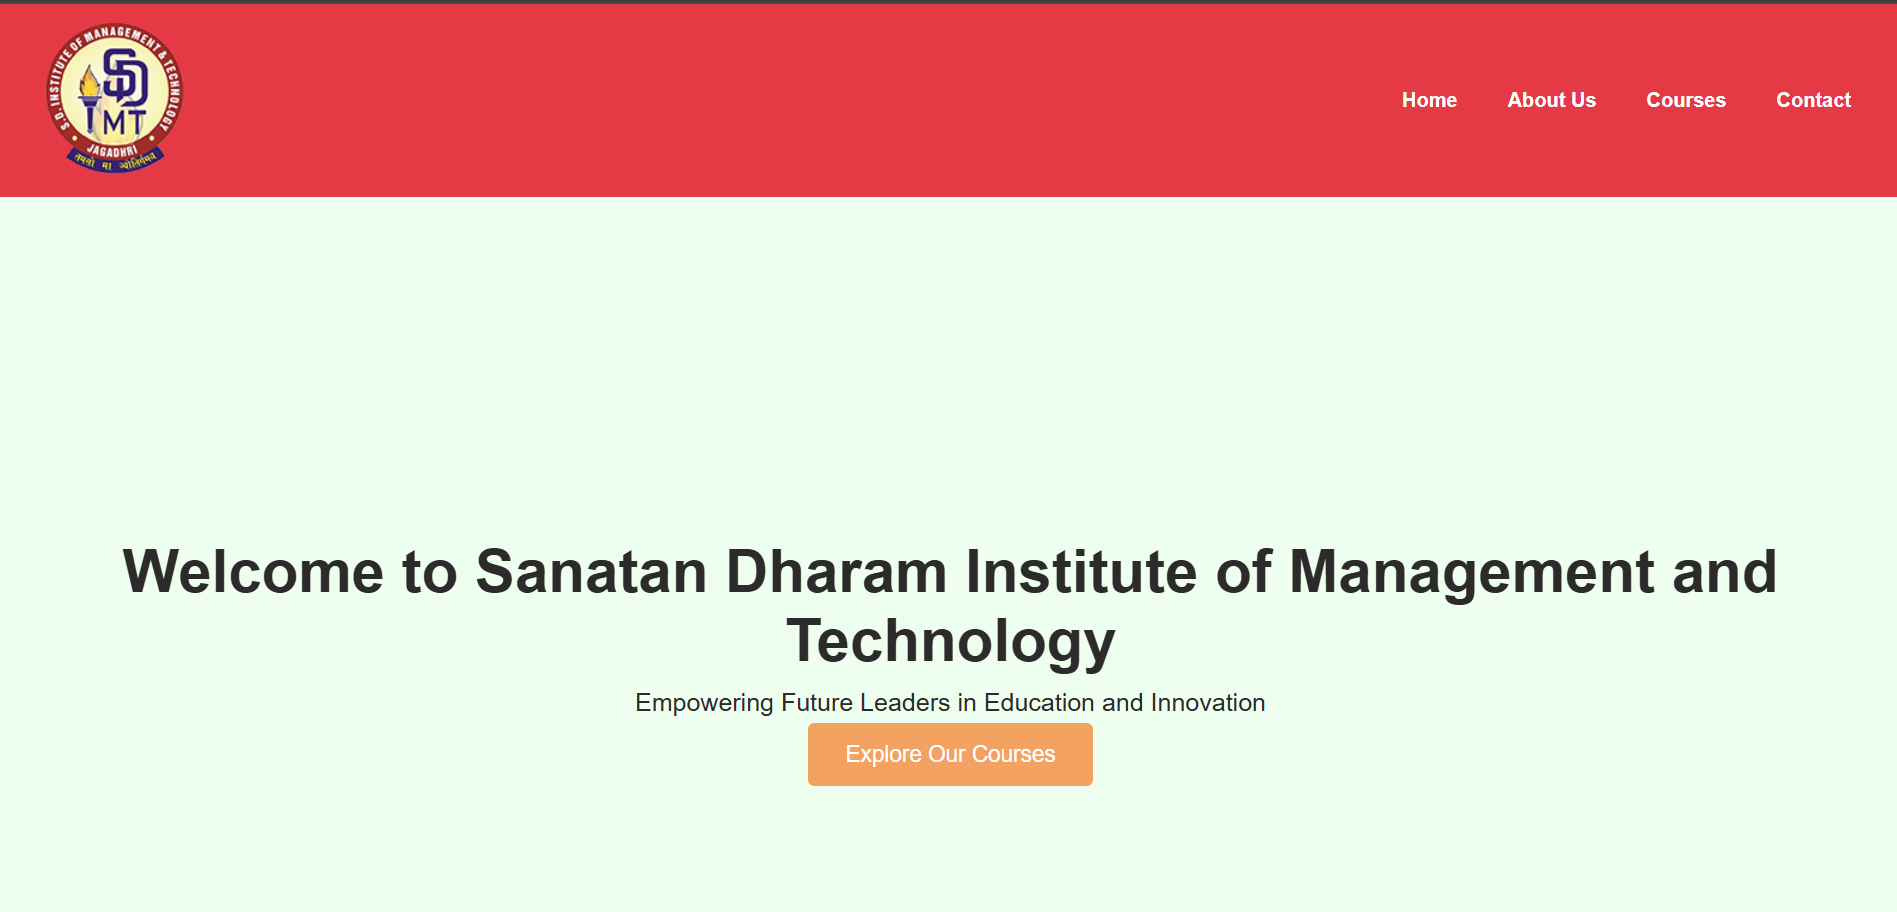 S.D. INSTITUTE OF MANAGEMENT & TECHNOLOGY
SD
IMT
JAGADHRI
तमसो मा ज्योतिर्गमय
Home
About Us
Courses
Contact
Welcome to Sanatan Dharam Institute of Management and
Technology
Empowering Future Leaders in Education and Innovation
Explore Our Courses